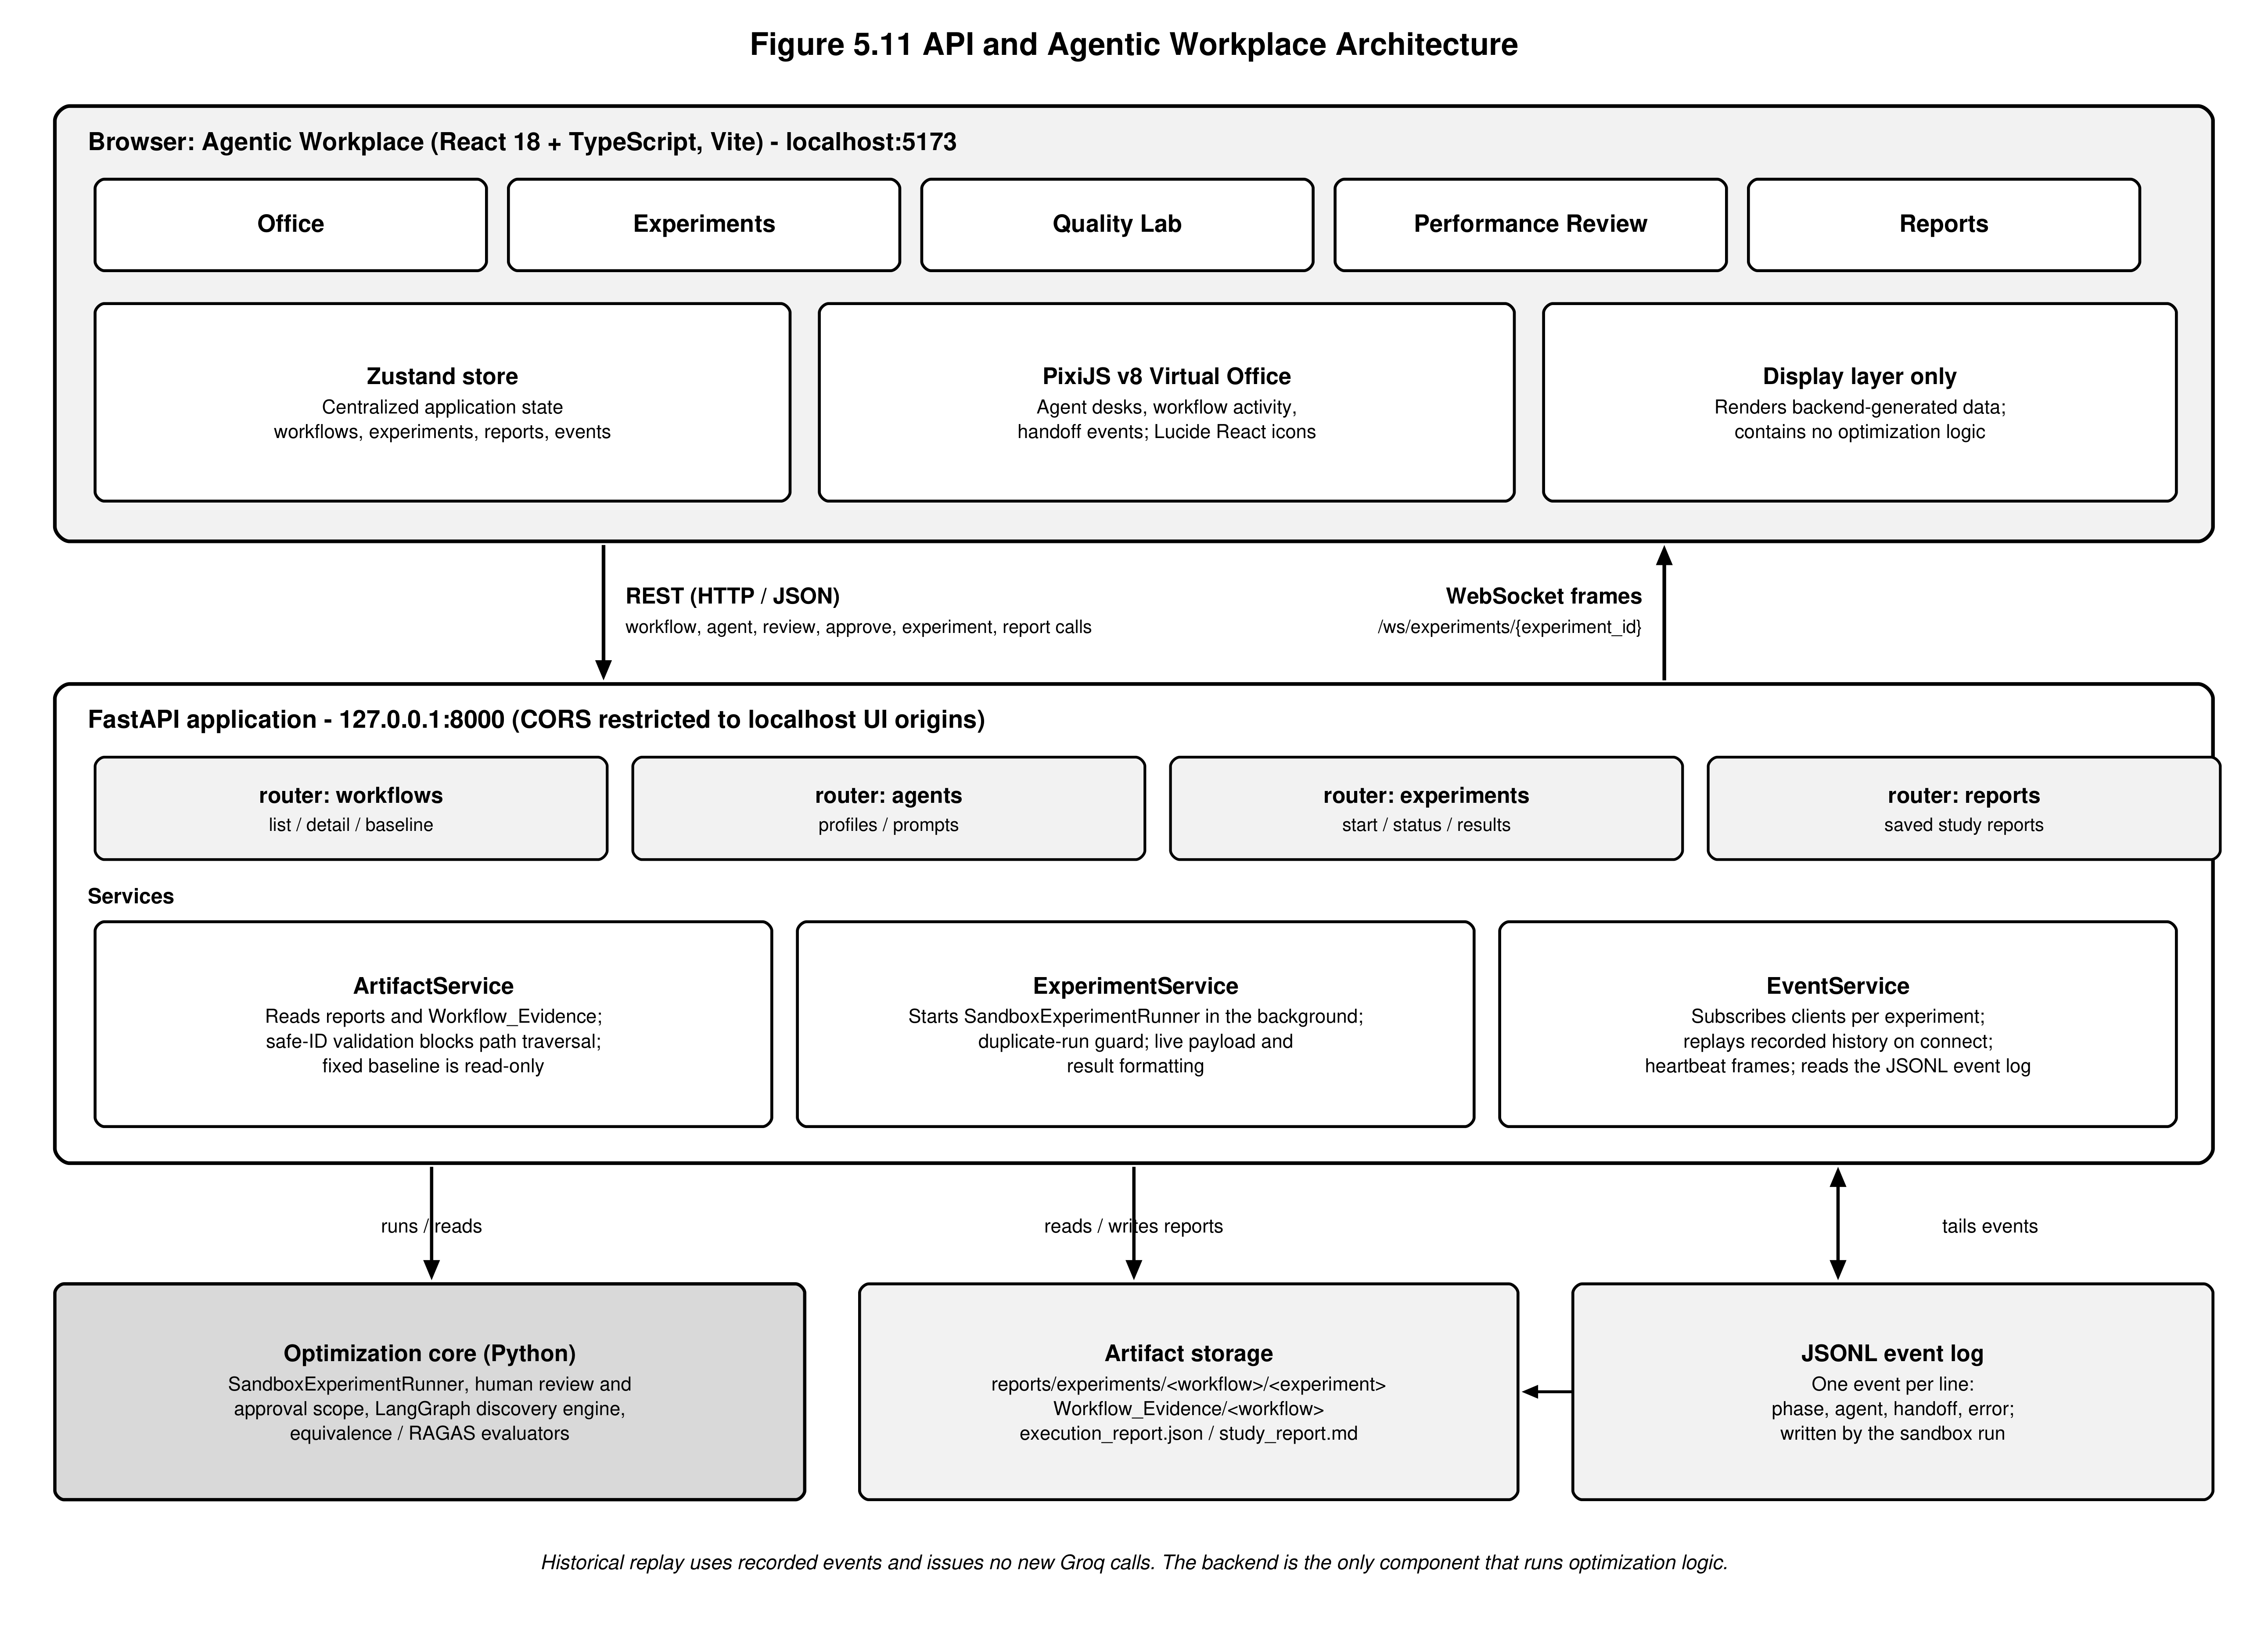 Figure 5.11 API and Agentic Workplace Architecture
Browser: Agentic Workplace (React 18 + TypeScript, Vite) - localhost:5173
Office
Experiments
Quality Lab
Performance Review
Reports
Zustand store
Centralized application state
workflows, experiments, reports, events
PixiJS v8 Virtual Office
Agent desks, workflow activity,
handoff events; Lucide React icons
Display layer only
Renders backend-generated data;
contains no optimization logic
REST (HTTP / JSON)
workflow, agent, review, approve, experiment, report calls
WebSocket frames
/ws/experiments/{experiment_id}
FastAPI application - 127.0.0.1:8000 (CORS restricted to localhost UI origins)
router: workflows
list / detail / baseline
router: agents
profiles / prompts
router: experiments
start / status / results
router: reports
saved study reports
Services
ArtifactService
Reads reports and Workflow_Evidence;
safe-ID validation blocks path traversal;
fixed baseline is read-only
ExperimentService
Starts SandboxExperimentRunner in the background;
duplicate-run guard; live payload and
result formatting
EventService
Subscribes clients per experiment;
replays recorded history on connect;
heartbeat frames; reads the JSONL event log
runs / reads
reads / writes reports
tails events
Optimization core (Python)
SandboxExperimentRunner, human review and
approval scope, LangGraph discovery engine,
equivalence / RAGAS evaluators
Artifact storage
reports/experiments/<workflow>/<experiment>
Workflow_Evidence/<workflow>
execution_report.json / study_report.md
JSONL event log
One event per line:
phase, agent, handoff, error;
written by the sandbox run
Historical replay uses recorded events and issues no new Groq calls. The backend is the only component that runs optimization logic.